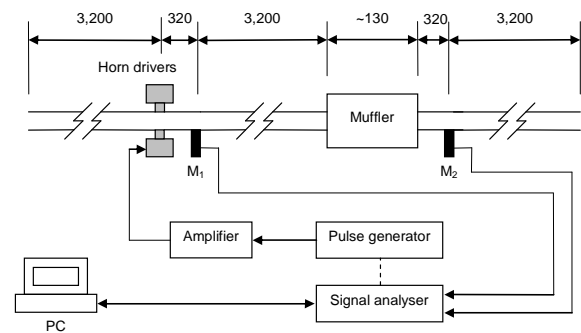 3,200 320 3,200 ~130 320 3,200
Horn drivers
Muffler
M1 M2
Amplifier Pulse generator
Signal analyser
PC